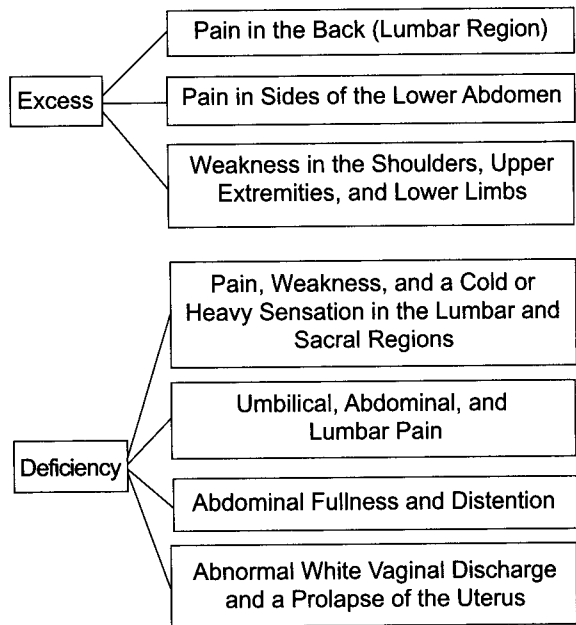 Excess
Pain in the Back (Lumbar Region)
Pain in Sides of the Lower Abdomen
Weakness in the Shoulders, Upper
Extremities, and Lower Limbs
Deficiency
Pain, Weakness, and a Cold or
Heavy Sensation in the Lumbar and
Sacral Regions
Umbilical, Abdominal, and
Lumbar Pain
Abdominal Fullness and Distention
Abnormal White Vaginal Discharge
and a Prolapse of the Uterus